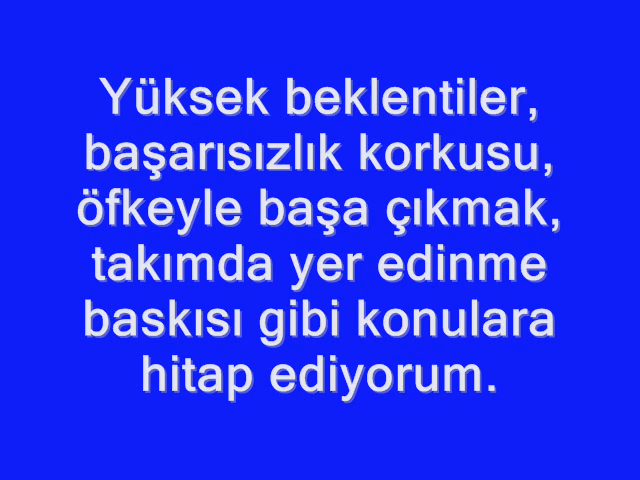 Yüksek beklentiler,
başarısızlık korkusu,
öfkeyle başa çıkmak,
takımda yer edinme
baskısı gibi konulara
hitap ediyorum.